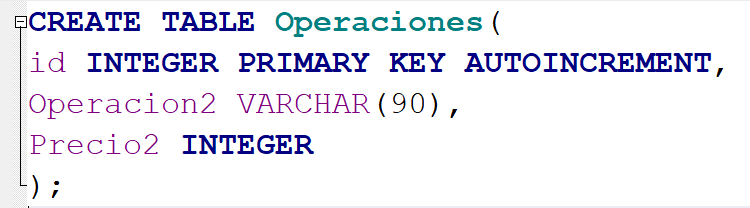 CREATE TABLE Operaciones(
id INTEGER PRIMARY KEY AUTOINCREMENT,
Operacion2 VARCHAR(90),
Precio2 INTEGER
);